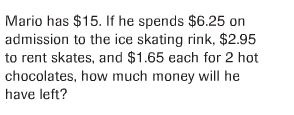 Mario has $15. If he spends $6.25 on
admission to the ice skating rink, $2.95
to rent skates, and $1.65 each for 2 hot
chocolates, how much money will he
have left?